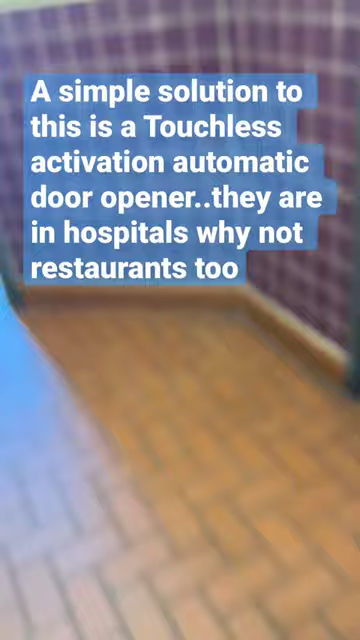 A simple solution to
this is a Touchless
activation automatic
door opener..they are
in hospitals why not
restaurants too